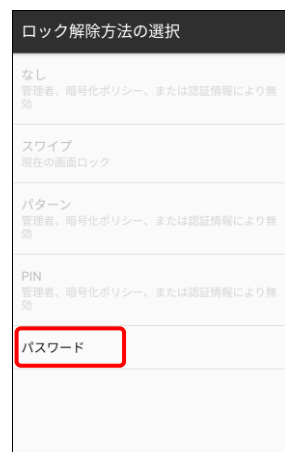 ロック解除方法の選択
なし
管理者、暗号化ポリシー、または認証情報により無
効
スワイプ
現在の画面ロック
パターン
管理者、暗号化ポリシー、または認証情報により無
効
PIN
管理者、暗号化ポリシー、または認証情報により無
効
パスワード